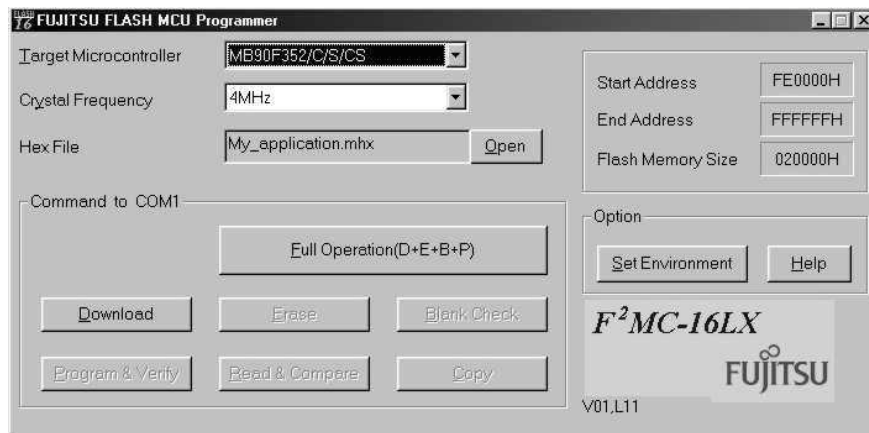 FLASH
16 FUJITSU FLASH MCU Programmer
Target Microcontroller MB90F352/C/S/CS
Crystal Frequency 4MHz
Hex File My_application.mhx Open
Start Address FE0000H
End Address FFFFFFH
Flash Memory Size 020000H
Command to COM1
Full Operation(D+E+B+P)
Download Erase Blank Check
Program & Verify Read & Compare Copy
Option
Set Environment Help
F²MC-16LX
FUJITSU
V01,L11